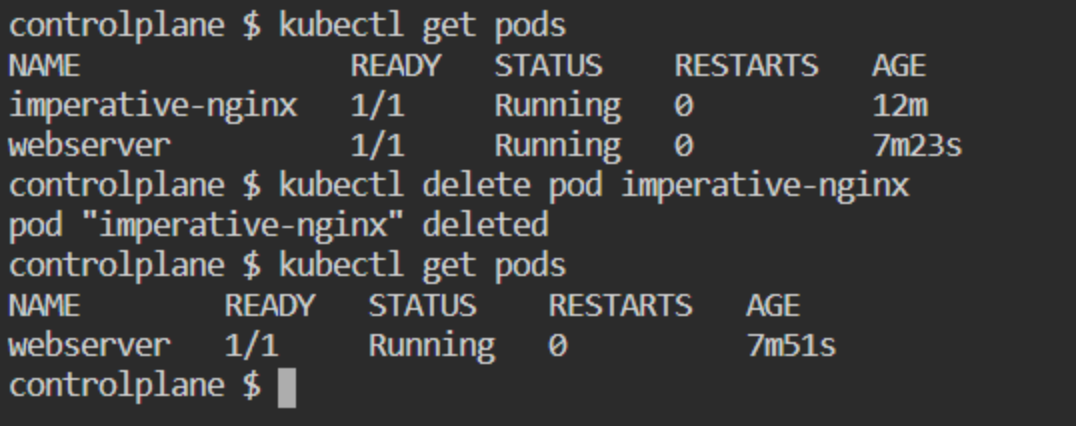 controlplane $ kubectl get pods
NAME                READY   STATUS    RESTARTS   AGE
imperative-nginx   1/1     Running   0          12m
webserver          1/1     Running   0          7m23s
controlplane $ kubectl delete pod imperative-nginx
pod "imperative-nginx" deleted
controlplane $ kubectl get pods
NAME        READY   STATUS    RESTARTS   AGE
webserver   1/1     Running   0          7m51s
controlplane $